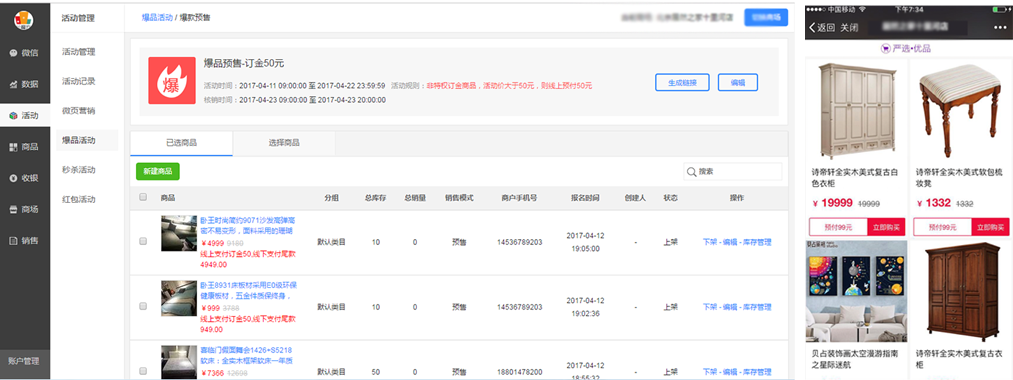 微信
数据
活动
商品
收银
商场
销售
账户管理
活动管理
活动管理
活动记录
微页营销
爆品活动
秒杀活动
红包活动
爆品活动 / 爆款预售
爆
爆品预售-订金50元
活动时间：2017-04-11 09:00:00 至 2017-04-22 23:59:59 活动规则：非特权订金商品，活动价大于50元，则线上预付50元
核销时间：2017-04-23 09:00:00 至 2017-04-23 20:00:00
生成链接
编辑
已选商品
选择商品
新建商品
搜索
商品 分组 总库存 总销量 销售模式 商户手机号 报名时间 创建人 状态 操作
卧王时尚简约9071沙发高弹高
密不易变形，面料采用的珊瑚
¥4999 9180
线上支付订金50,线下支付尾款
4949.00
默认类目 10 0 预售 14536789203 2017-04-12
19:05:00
- 上架 下架 - 编辑 - 库存管理
卧王8931床板材采用E0级环保
健康板材，五金件质保终身，
¥999 3788
线上支付订金50,线下支付尾款
949.00
默认类目 10 0 预售 14536789203 2017-04-12
19:02:36
- 上架 下架 - 编辑 - 库存管理
喜临门假面舞会1426+S5218
软床：全实木框架软床一年质
¥7366 12698
默认类目 50 0 预售 18801478200 2017-04-12
18:55:32
- 上架 下架 - 编辑 - 库存管理
中国移动 下午7:34
返回 关闭
严选•优品
诗帝轩全实木美式复古白
色衣柜
¥ 19999 19999
预付99元 立即购买
诗帝轩全实木美式软包梳
妆凳
¥ 1332 1332
预付99元 立即购买
贝占装饰画太空漫游指南
之星际迷航
诗帝轩全实木美式复古衣
柜